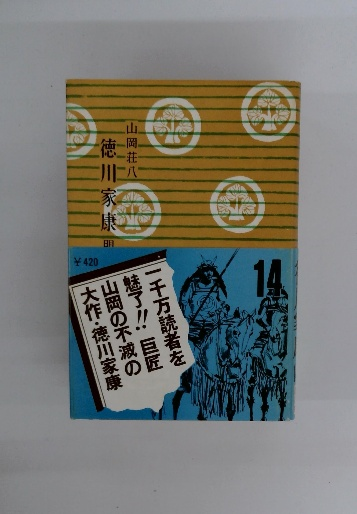 山岡荘八
徳川家康
¥420
14
一千万読者を
魅了!! 巨匠
山岡の不滅の
大作・徳川家康